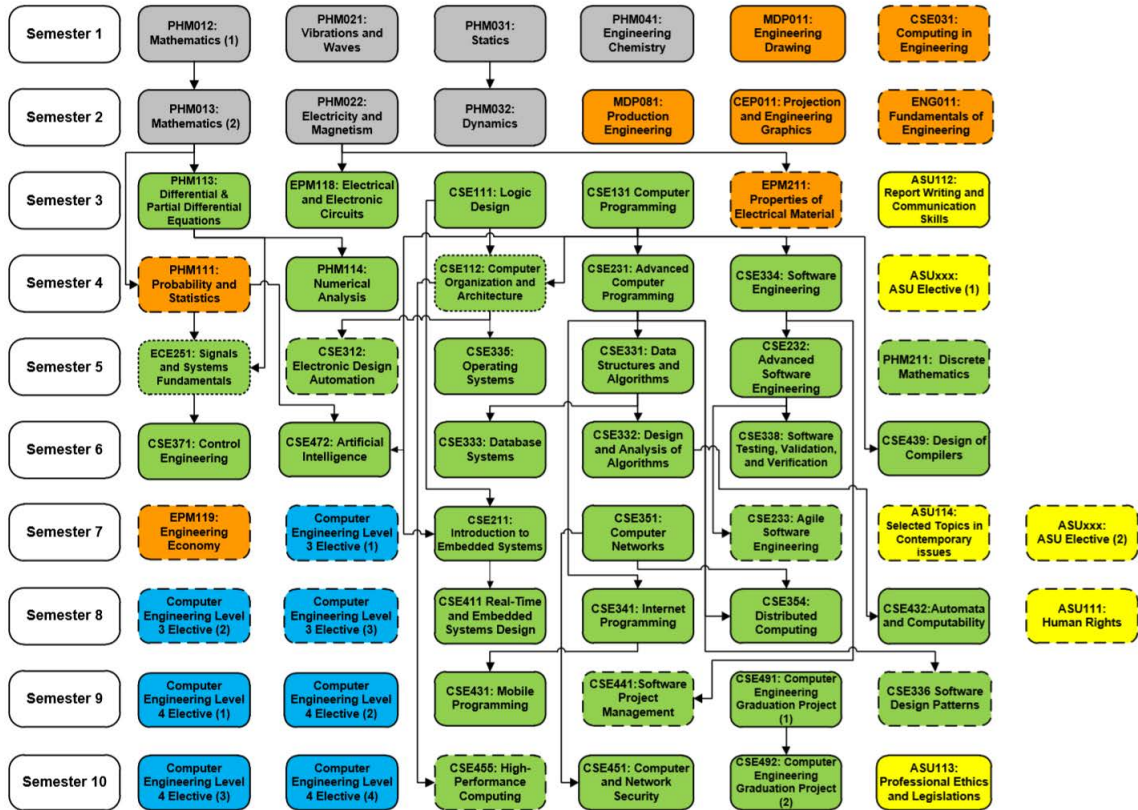 Semester 1
PHM012:
Mathematics (1)
PHM021:
Vibrations and
Waves
PHM031:
Statics
PHM041:
Engineering
Chemistry
MDP011:
Engineering
Drawing
CSE031:
Computing in
Engineering
Semester 2
PHM013:
Mathematics (2)
PHM022:
Electricity and
Magnetism
PHM032:
Dynamics
MDP081:
Production
Engineering
CEP011: Projection
and Engineering
Graphics
ENG011:
Fundamentals of
Engineering
Semester 3
PHM113:
Differential &
Partial Differential
Equations
EPM118: Electrical
and Electronic
Circuits
CSE111: Logic
Design
CSE131 Computer
Programming
EPM211:
Properties of
Electrical Material
ASU112:
Report Writing and
Communication
Skills
Semester 4
PHM111:
Probability and
Statistics
PHM114:
Numerical
Analysis
CSE112: Computer
Organization and
Architecture
CSE231: Advanced
Computer
Programming
CSE334: Software
Engineering
ASUxxx:
ASU Elective (1)
Semester 5
ECE251: Signals
and Systems
Fundamentals
CSE312:
Electronic Design
Automation
CSE335:
Operating
Systems
CSE331: Data
Structures and
Algorithms
CSE232:
Advanced
Software
Engineering
PHM211: Discrete
Mathematics
Semester 6
CSE371: Control
Engineering
CSE472: Artificial
Intelligence
CSE333: Database
Systems
CSE332: Design
and Analysis of
Algorithms
CSE338: Software
Testing, Validation,
and Verification
CSE439: Design of
Compilers
Semester 7
EPM119:
Engineering
Economy
Computer
Engineering Level
3 Elective (1)
CSE211:
Introduction to
Embedded Systems
CSE351:
Computer
Networks
CSE233: Agile
Software
Engineering
ASU114:
Selected Topics in
Contemporary
issues
ASUxxx:
ASU Elective (2)
Semester 8
Computer
Engineering Level
3 Elective (2)
Computer
Engineering Level
3 Elective (3)
CSE411 Real-Time
and Embedded
Systems Design
CSE341: Internet
Programming
CSE354:
Distributed
Computing
CSE432:Automata
and Computability
ASU111:
Human Rights
Semester 9
Computer
Engineering Level
4 Elective (1)
Computer
Engineering Level
4 Elective (2)
CSE431: Mobile
Programming
CSE441:Software
Project
Management
CSE491: Computer
Engineering
Graduation Project
(1)
CSE336 Software
Design Patterns
Semester 10
Computer
Engineering Level
4 Elective (3)
Computer
Engineering Level
4 Elective (4)
CSE455: High-
Performance
Computing
CSE451: Computer
and Network
Security
CSE492: Computer
Engineering
Graduation Project
(2)
ASU113:
Professional Ethics
and Legislations